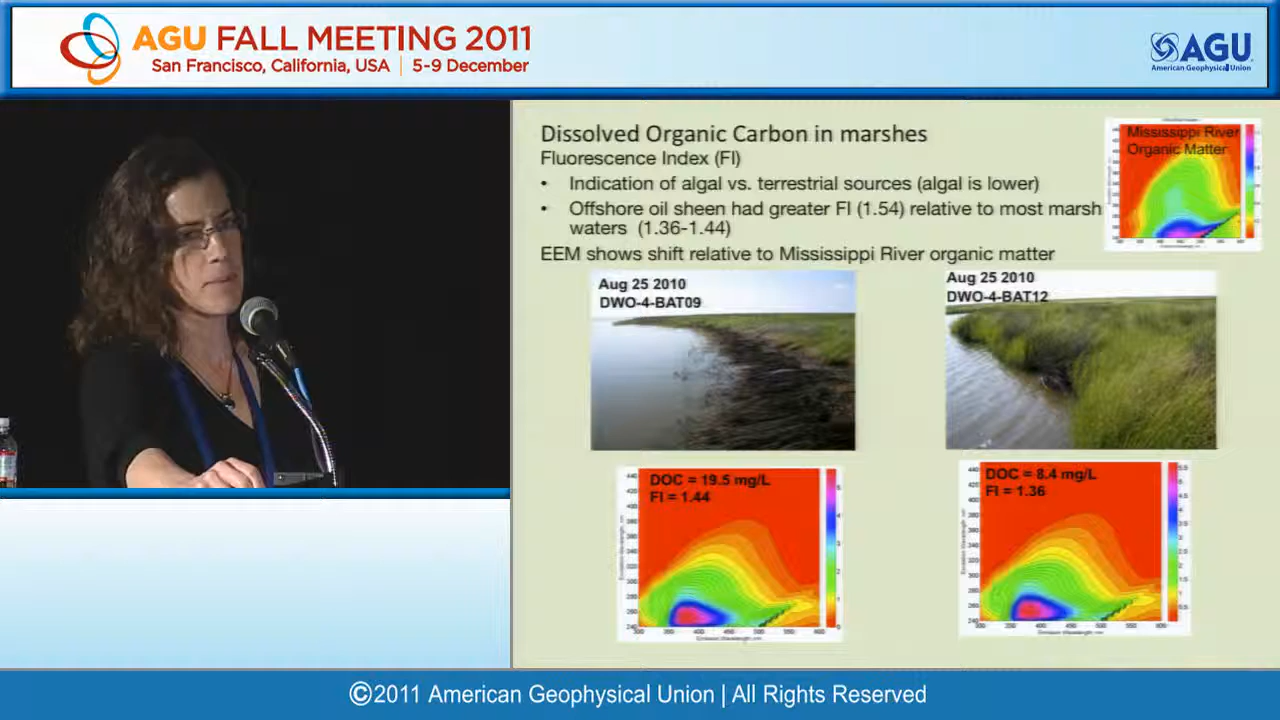 AGU FALL MEETING 2011
San Francisco, California, USA | 5-9 December
AGU
American Geophysical Union
Dissolved Organic Carbon in marshes
Fluorescence Index (FI)
• Indication of algal vs. terrestrial sources (algal is lower)
• Offshore oil sheen had greater FI (1.54) relative to most marsh
waters (1.36-1.44)
EEM shows shift relative to Mississippi River organic matter
Mississippi River
Organic Matter
Aug 25 2010
DWO-4-BAT09
Aug 25 2010
DWO-4-BAT12
DOC = 19.5 mg/L
FI = 1.44
DOC = 8.4 mg/L
FI = 1.36
©2011 American Geophysical Union | All Rights Reserved